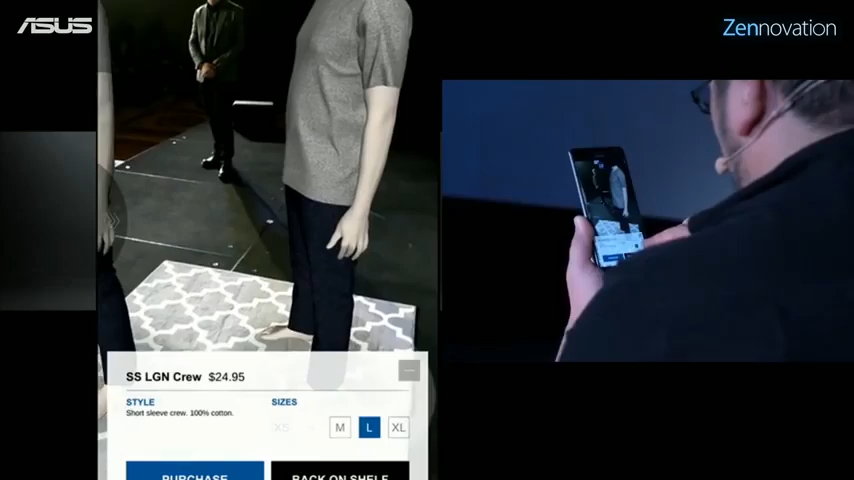 ASUS
Zennovation
SS LGN Crew $24.95
STYLE
Short sleeve crew. 100% cotton.
SIZES
XS
M
L
XL
PURCHASE
BACK ON SHELF